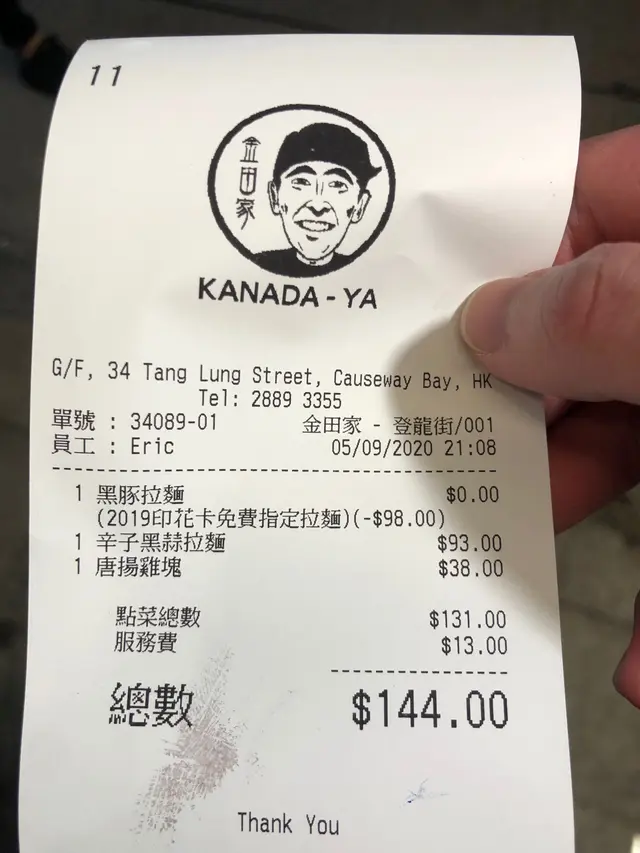 11
金田家
KANADA-YA
G/F, 34 Tang Lung Street, Causeway Bay, HK
Tel: 2889 3355
單號 : 34089-01 金田家 - 登龍街/001
員工 : Eric 05/09/2020 21:08
1 黑豚拉麵 $0.00
(2019印花卡免費指定拉麵)(-$98.00)
1 辛子黑蒜拉麵 $93.00
1 唐揚雞塊 $38.00
點菜總數 $131.00
服務費 $13.00
總數 $144.00
Thank You